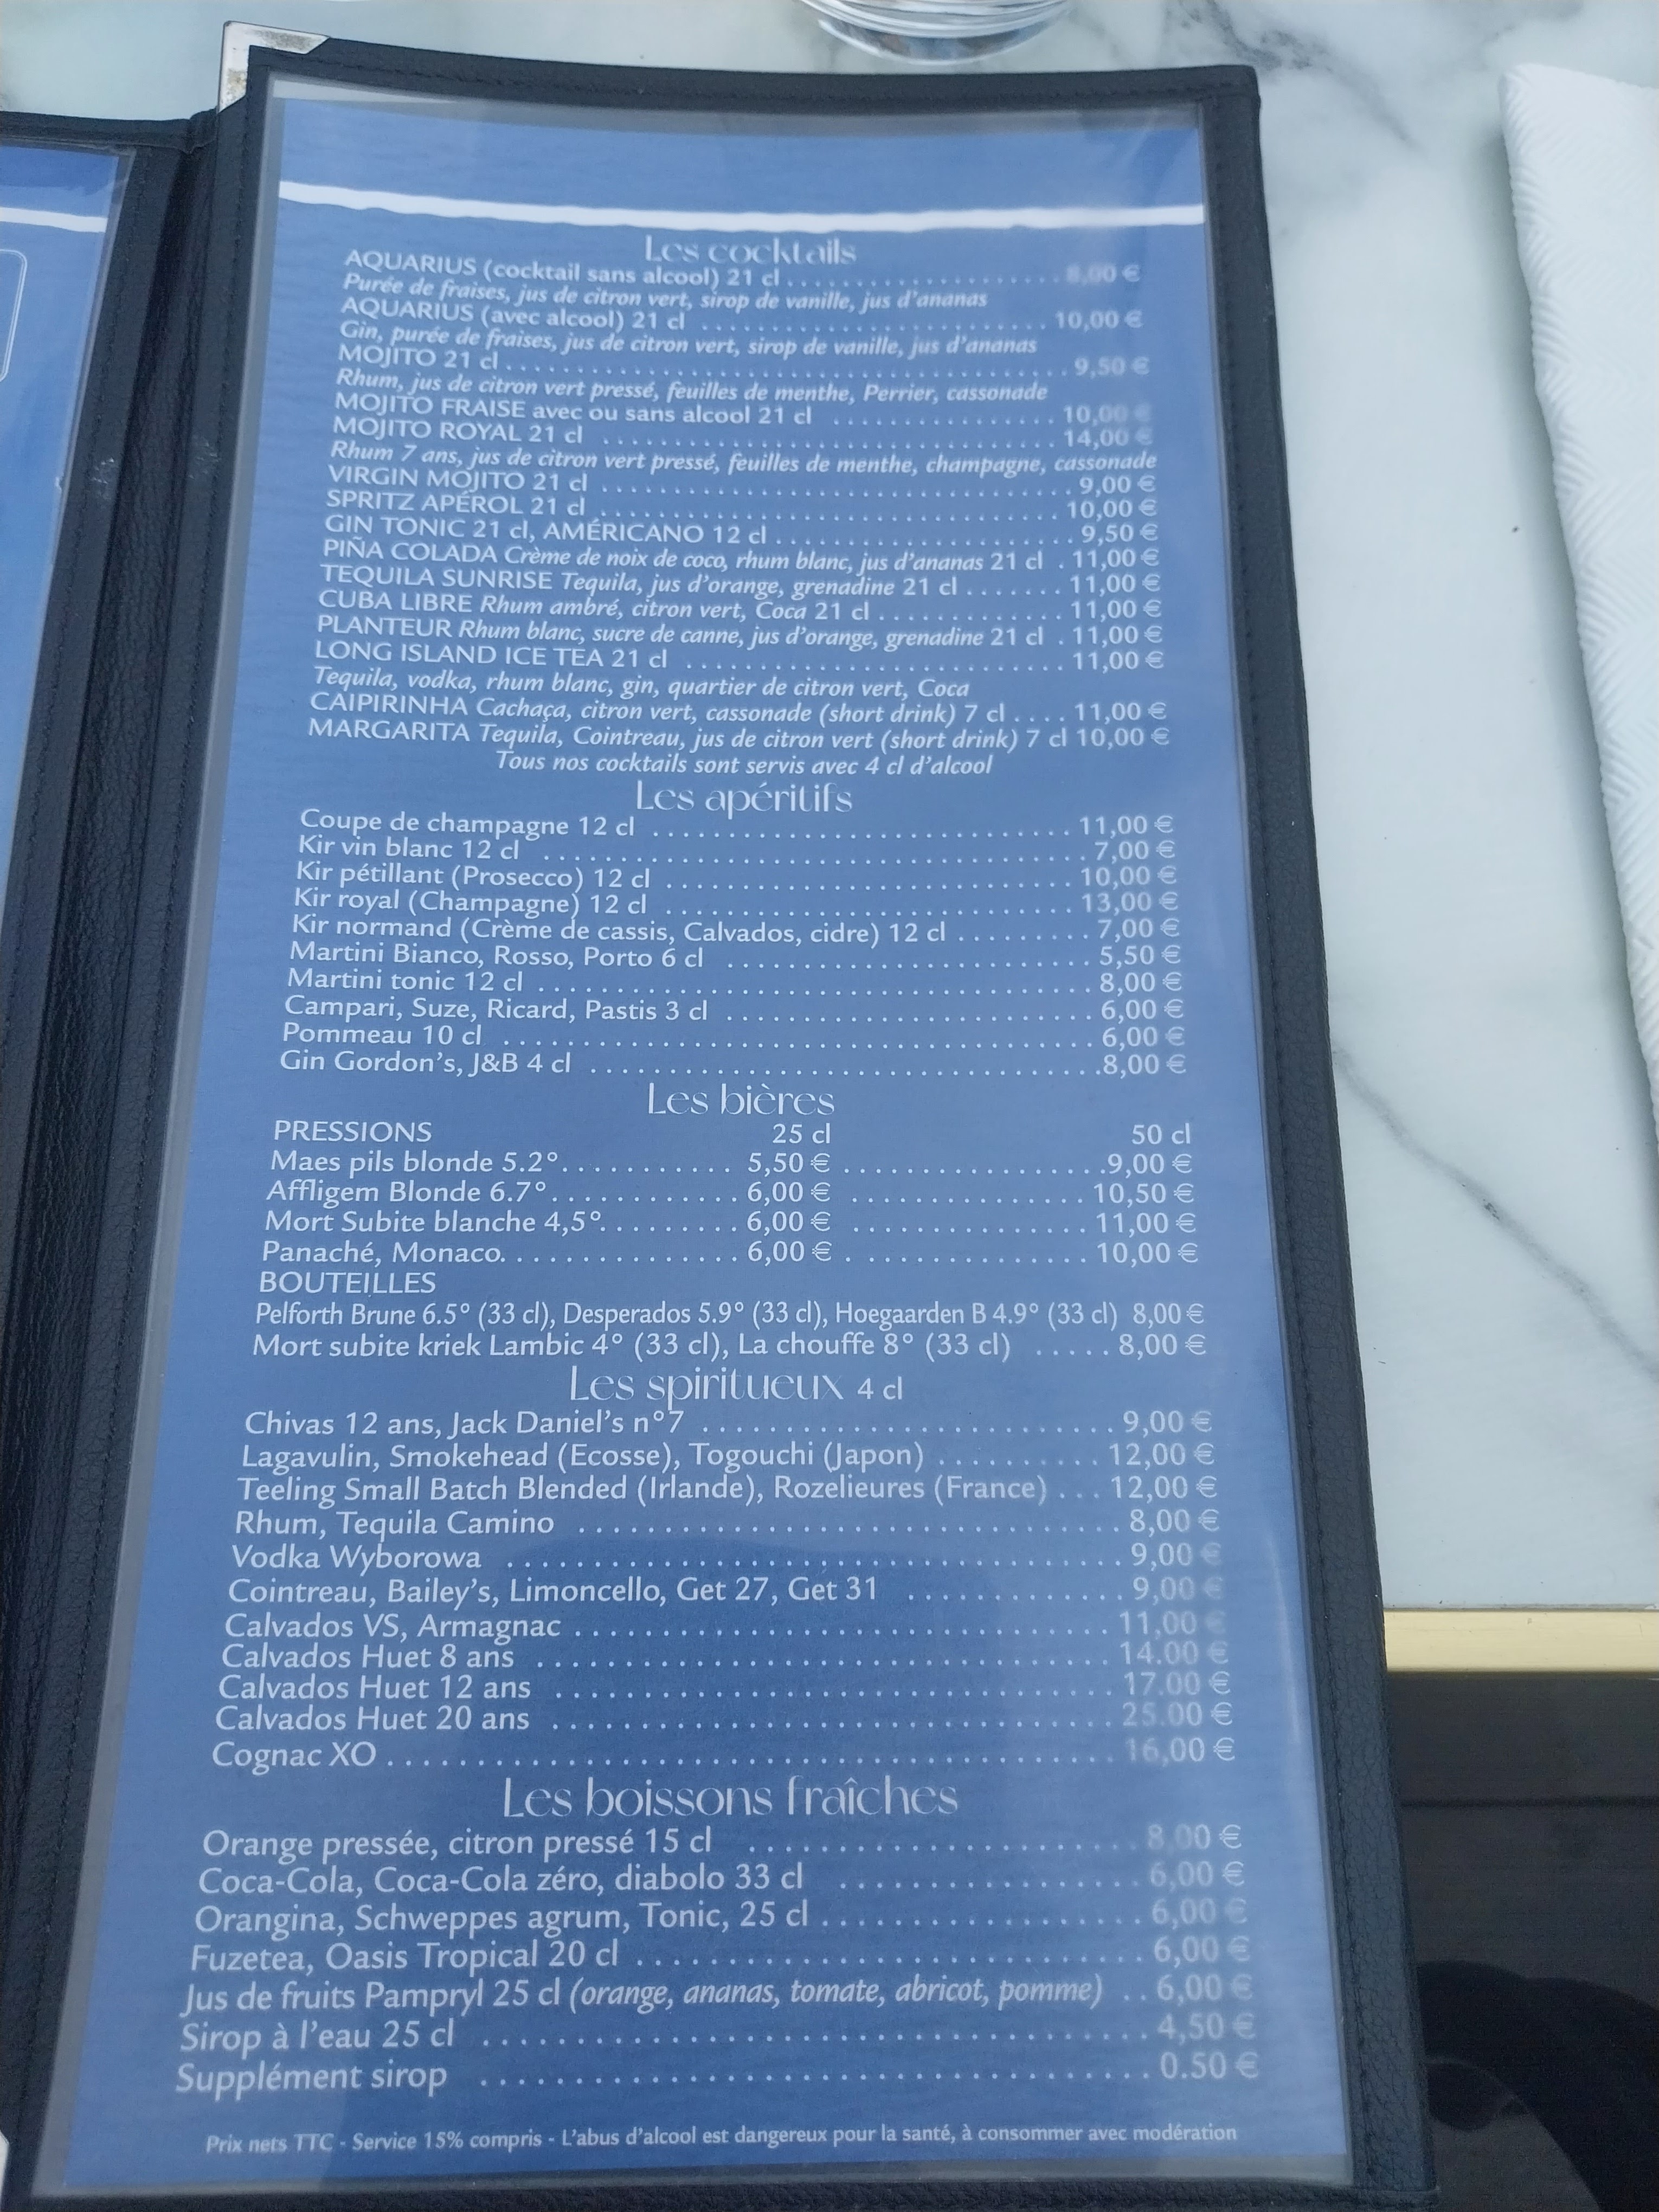 Les cocktails
AQUARIUS (cocktail sans alcool) 21 cl . . . . . . . . . . . . . . . . . . . . . . 8,00 €
Purée de fraises, jus de citron vert, sirop de vanille, jus d'ananas
AQUARIUS (avec alcool) 21 cl . . . . . . . . . . . . . . . . . . . . . . . . . . . 10,00 €
Gin, purée de fraises, jus de citron vert, sirop de vanille, jus d'ananas
MOJITO 21 cl . . . . . . . . . . . . . . . . . . . . . . . . . . . . . . . . . . . . . . . . . 9,50 €
Rhum, jus de citron vert pressé, feuilles de menthe, Perrier, cassonade
MOJITO FRAISE avec ou sans alcool 21 cl . . . . . . . . . . . . . . . . . 10,00 €
MOJITO ROYAL 21 cl . . . . . . . . . . . . . . . . . . . . . . . . . . . . . . . . . . 14,00 €
Rhum 7 ans, jus de citron vert pressé, feuilles de menthe, champagne, cassonade
VIRGIN MOJITO 21 cl . . . . . . . . . . . . . . . . . . . . . . . . . . . . . . . . . . . 9,00 €
SPRITZ APÉROL 21 cl . . . . . . . . . . . . . . . . . . . . . . . . . . . . . . . . . . 10,00 €
GIN TONIC 21 cl, AMÉRICANO 12 cl . . . . . . . . . . . . . . . . . . . . . . 9,50 €
PIÑA COLADA Crème de noix de coco, rhum blanc, jus d'ananas 21 cl . 11,00 €
TEQUILA SUNRISE Tequila, jus d'orange, grenadine 21 cl . . . . . . . 11,00 €
CUBA LIBRE Rhum ambré, citron vert, Coca 21 cl . . . . . . . . . . . . . 11,00 €
PLANTEUR Rhum blanc, sucre de canne, jus d'orange, grenadine 21 cl . 11,00 €
LONG ISLAND ICE TEA 21 cl . . . . . . . . . . . . . . . . . . . . . . . . . . . . 11,00 €
Tequila, vodka, rhum blanc, gin, quartier de citron vert, Coca
CAIPIRINHA Cachaça, citron vert, cassonade (short drink) 7 cl . . . . 11,00 €
MARGARITA Tequila, Cointreau, jus de citron vert (short drink) 7 cl 10,00 €
Tous nos cocktails sont servis avec 4 cl d'alcool
Les apéritifs
Coupe de champagne 12 cl . . . . . . . . . . . . . . . . . . . . . . . . . . . . . . 11,00 €
Kir vin blanc 12 cl . . . . . . . . . . . . . . . . . . . . . . . . . . . . . . . . . . . . . . 7,00 €
Kir pétillant (Prosecco) 12 cl . . . . . . . . . . . . . . . . . . . . . . . . . . . . . 10,00 €
Kir royal (Champagne) 12 cl . . . . . . . . . . . . . . . . . . . . . . . . . . . . . 13,00 €
Kir normand (Crème de cassis, Calvados, cidre) 12 cl . . . . . . . . . . 7,00 €
Martini Bianco, Rosso, Porto 6 cl . . . . . . . . . . . . . . . . . . . . . . . . . . 5,50 €
Martini tonic 12 cl . . . . . . . . . . . . . . . . . . . . . . . . . . . . . . . . . . . . . . 8,00 €
Campari, Suze, Ricard, Pastis 3 cl . . . . . . . . . . . . . . . . . . . . . . . . . . 6,00 €
Pommeau 10 cl . . . . . . . . . . . . . . . . . . . . . . . . . . . . . . . . . . . . . . . . 6,00 €
Gin Gordon's, J&B 4 cl . . . . . . . . . . . . . . . . . . . . . . . . . . . . . . . . . . .8,00 €
Les bières
PRESSIONS 25 cl 50 cl
Maes pils blonde 5.2° . . . . . . . . . . . . 5,50 € . . . . . . . . . . . . . . . . . .9,00 €
Affligem Blonde 6.7° . . . . . . . . . . . . . 6,00 € . . . . . . . . . . . . . . . . . 10,50 €
Mort Subite blanche 4,5° . . . . . . . . . . 6,00 € . . . . . . . . . . . . . . . . . 11,00 €
Panaché, Monaco. . . . . . . . . . . . . . . . 6,00 € . . . . . . . . . . . . . . . . . 10,00 €
BOUTEILLES
Pelforth Brune 6.5° (33 cl), Desperados 5.9° (33 cl), Hoegaarden B 4.9° (33 cl) 8,00 €
Mort subite kriek Lambic 4° (33 cl), La chouffe 8° (33 cl) . . . . . 8,00 €
Les spiritueux 4 cl
Chivas 12 ans, Jack Daniel's n°7 . . . . . . . . . . . . . . . . . . . . . . . . . . 9,00 €
Lagavulin, Smokehead (Ecosse), Togouchi (Japon) . . . . . . . . . . 12,00 €
Teeling Small Batch Blended (Irlande), Rozelieures (France) . . . 12,00 €
Rhum, Tequila Camino . . . . . . . . . . . . . . . . . . . . . . . . . . . . . . . . . 8,00 €
Vodka Wyborowa . . . . . . . . . . . . . . . . . . . . . . . . . . . . . . . . . . . . . 9,00 €
Cointreau, Bailey's, Limoncello, Get 27, Get 31 . . . . . . . . . . . . . 9,00 €
Calvados VS, Armagnac . . . . . . . . . . . . . . . . . . . . . . . . . . . . . . . . 11,00 €
Calvados Huet 8 ans . . . . . . . . . . . . . . . . . . . . . . . . . . . . . . . . . . . 14.00 €
Calvados Huet 12 ans . . . . . . . . . . . . . . . . . . . . . . . . . . . . . . . . . . 17.00 €
Calvados Huet 20 ans . . . . . . . . . . . . . . . . . . . . . . . . . . . . . . . . . . 25.00 €
Cognac XO . . . . . . . . . . . . . . . . . . . . . . . . . . . . . . . . . . . . . . . . . . 16,00 €
Les boissons fraîches
Orange pressée, citron pressé 15 cl . . . . . . . . . . . . . . . . . . . . . . . 8,00 €
Coca-Cola, Coca-Cola zéro, diabolo 33 cl . . . . . . . . . . . . . . . . . . 6,00 €
Orangina, Schweppes agrum, Tonic, 25 cl . . . . . . . . . . . . . . . . . . . 6,00 €
Fuzetea, Oasis Tropical 20 cl . . . . . . . . . . . . . . . . . . . . . . . . . . . . . 6,00 €
Jus de fruits Pampryl 25 cl (orange, ananas, tomate, abricot, pomme) . . 6,00 €
Sirop à l'eau 25 cl . . . . . . . . . . . . . . . . . . . . . . . . . . . . . . . . . . . . . 4,50 €
Supplément sirop . . . . . . . . . . . . . . . . . . . . . . . . . . . . . . . . . . . . . 0.50 €
Prix nets TTC - Service 15% compris - L'abus d'alcool est dangereux pour la santé, à consommer avec modération